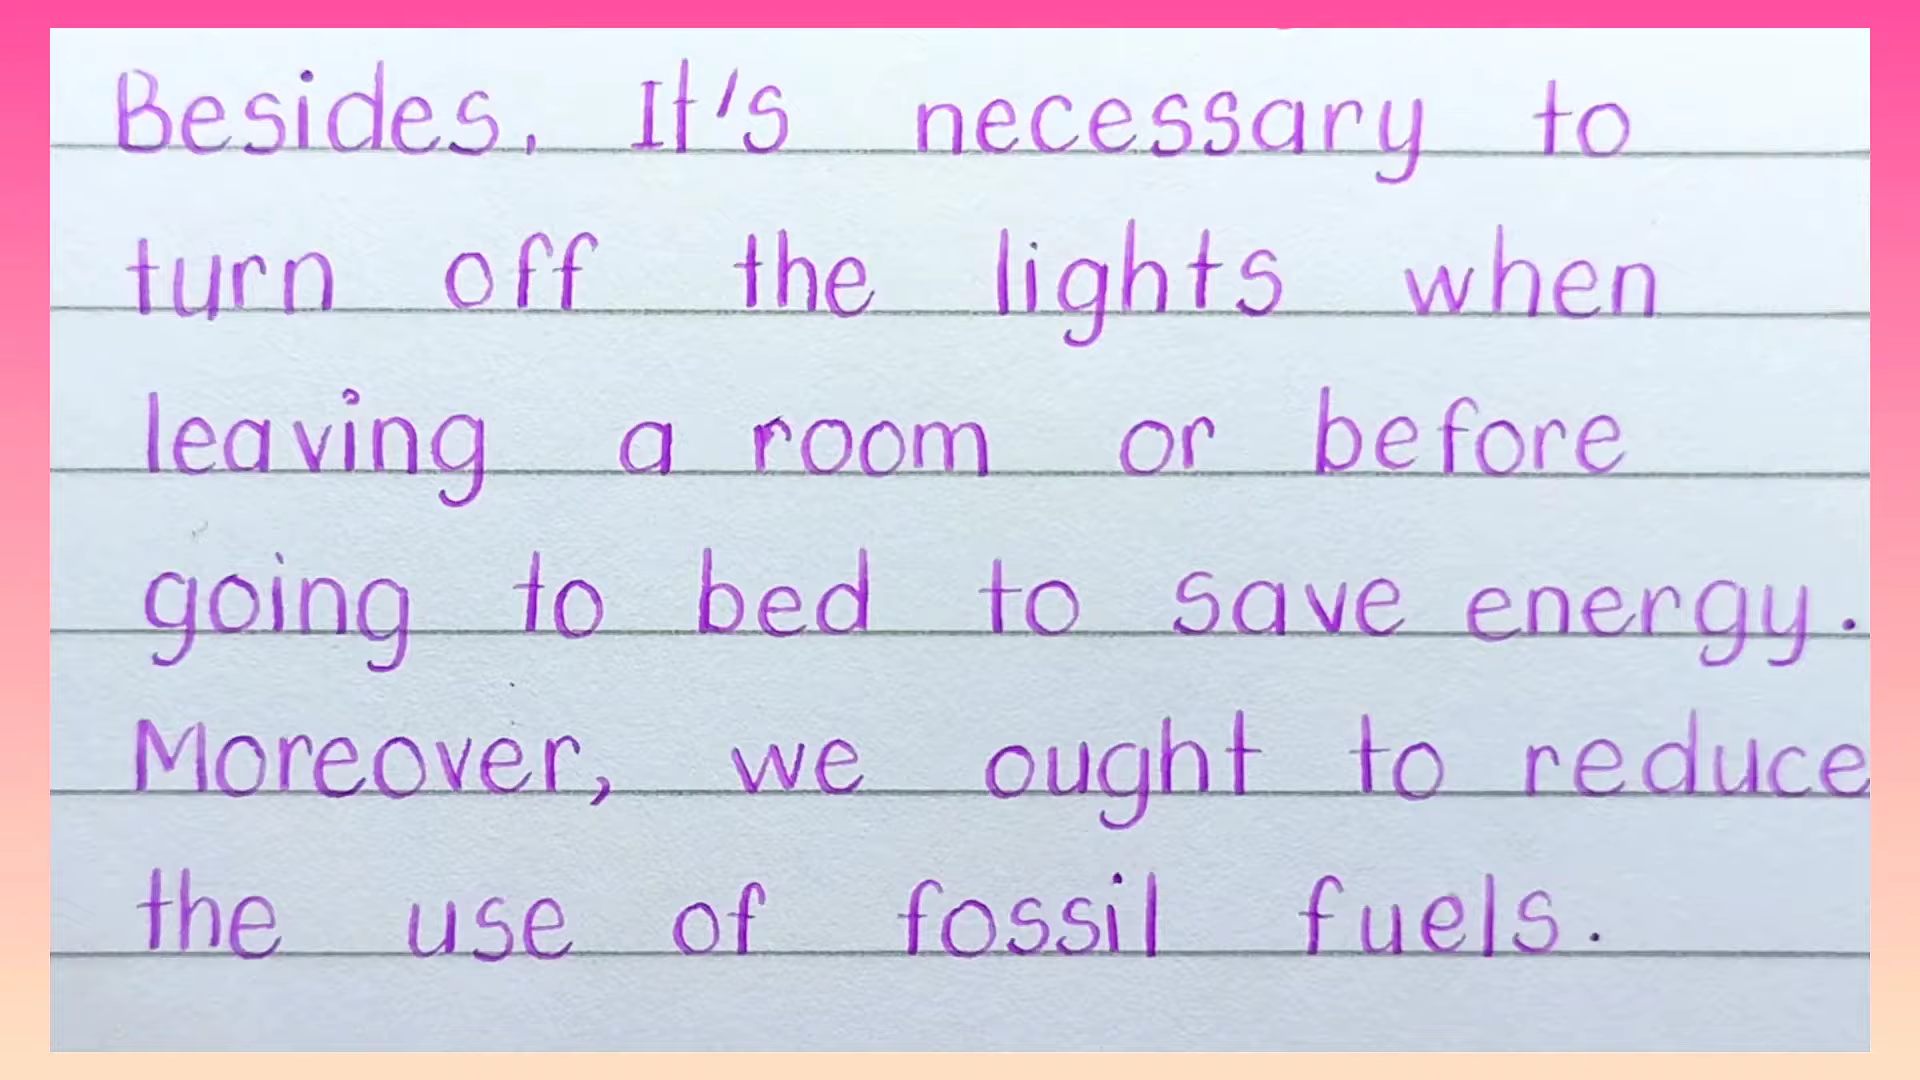 Besides, It's necessary to
turn off the lights when
leaving a room or before
going to bed to save energy.
Moreover, we ought to reduce
the use of fossil fuels.